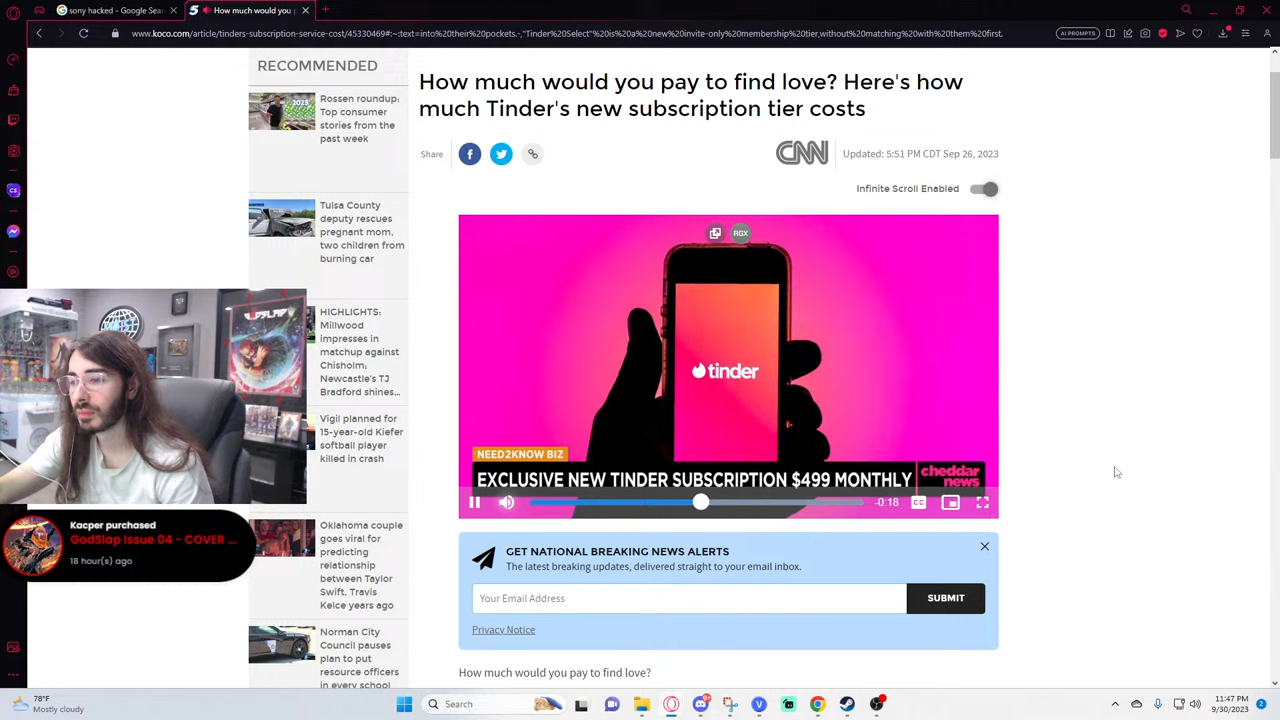 sony hacked - Google Sear
How much would you p
www.koco.com/article/tinders-subscription-service-cost/45330469#:~:text=into%20their%20pockets.-,"Tinder%20Select"%20is%20a%20new%20invite-only%20membership%20tier,without%20matching%20with%20them%20first.
AI PROMPTS
RECOMMENDED
2023
Rossen roundup:
Top consumer
stories from the
past week
Tulsa County
deputy rescues
pregnant mom,
two children from
burning car
HIGHLIGHTS:
Millwood
impresses in
matchup against
Chisholm;
Newcastle's TJ
Bradford shines...
Vigil planned for
15-year-old Kiefer
softball player
killed in crash
Oklahoma couple
goes viral for
predicting
relationship
between Taylor
Swift, Travis
Kelce years ago
Norman City
Council pauses
plan to put
resource officers
in every school
How much would you pay to find love? Here's how
much Tinder's new subscription tier costs
Share
CNN
Updated: 5:51 PM CDT Sep 26, 2023
Infinite Scroll Enabled
RGX
tinder
NEED2KNOW BIZ
EXCLUSIVE NEW TINDER SUBSCRIPTION $499 MONTHLY
cheddar
news
-0:18
CC
GET NATIONAL BREAKING NEWS ALERTS
The latest breaking updates, delivered straight to your email inbox.
Your Email Address
SUBMIT
Privacy Notice
How much would you pay to find love?
GODSLAP
Kacper purchased
GodSlap Issue 04 - COVER ...
18 hour(s) ago
78°F
Mostly cloudy
Search
11:47 PM
9/30/2023